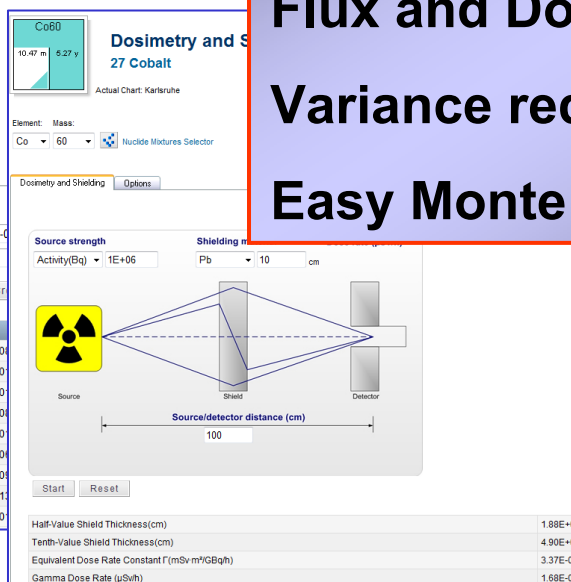 Flux and Do
Variance red
Easy Monte
Co60
10.47 m 5.27 y
Dosimetry and S
27 Cobalt
Actual Chart: Karlsruhe
Element: Mass:
Co 60 Nuclide Mixtures Selector
Dosimetry and Shielding Options
Source strength Shielding m
Activity(Bq) 1E+06 Pb 10 cm
Source Shield Detector
Source/detector distance (cm)
100
Start Reset
Half-Value Shield Thickness(cm) 1.88E+
Tenth-Value Shield Thickness(cm) 4.90E+
Equivalent Dose Rate Constant Γ(mSv·m²/GBq/h) 3.37E-0
Gamma Dose Rate (µSv/h) 1.68E-0